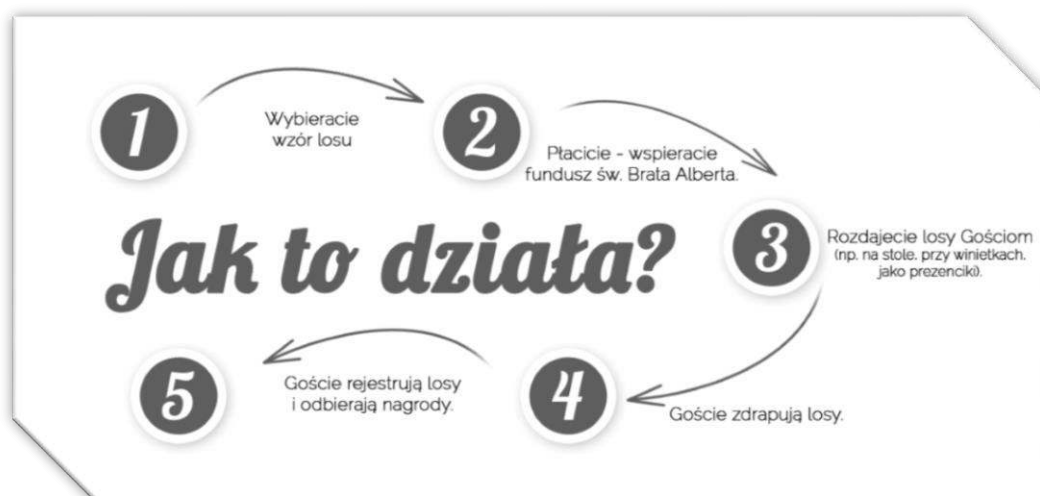 1
Wybieracie
wzór losu
2
Płacicie - wspieracie
fundusz św. Brata Alberta.
3
Rozdajecie losy Gościom
(np. na stole, przy winietkach,
jako prezenciki).
Jak to działa?
4
Goście zdrapują losy.
5
Goście rejestrują losy
i odbierają nagrody.